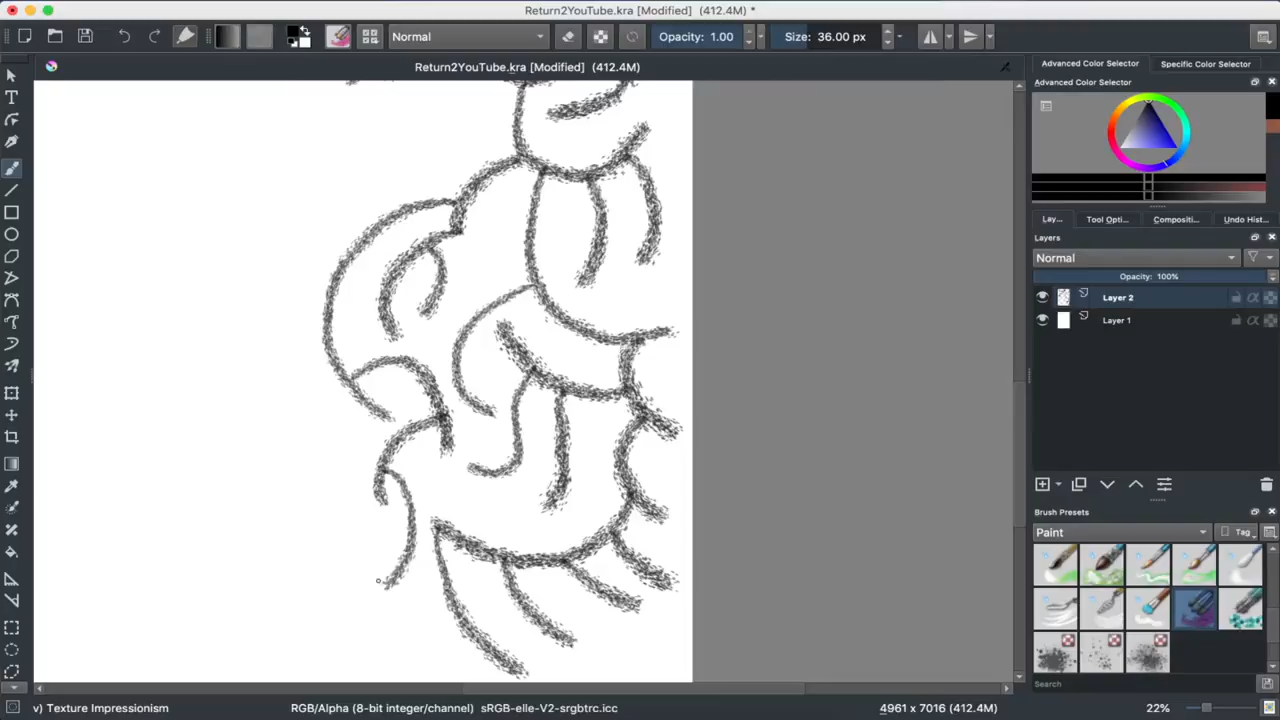 Return2YouTube.kra [Modified]  (412.4M) *
Normal
Opacity: 1.00
Size: 36.00 px
Return2YouTube.kra [Modified]  (412.4M)
Advanced Color Selector
Specific Color Selector
Advanced Color Selector
Lay...
Tool Opti...
Compositi...
Undo Hist...
Layers
Normal
Opacity: 100%
Layer 2
Layer 1
Brush Presets
Paint
Tag
Search
v) Texture Impressionism
RGB/Alpha (8-bit integer/channel)  sRGB-elle-V2-srgbtrc.icc
4961 x 7016 (412.4M)
22%